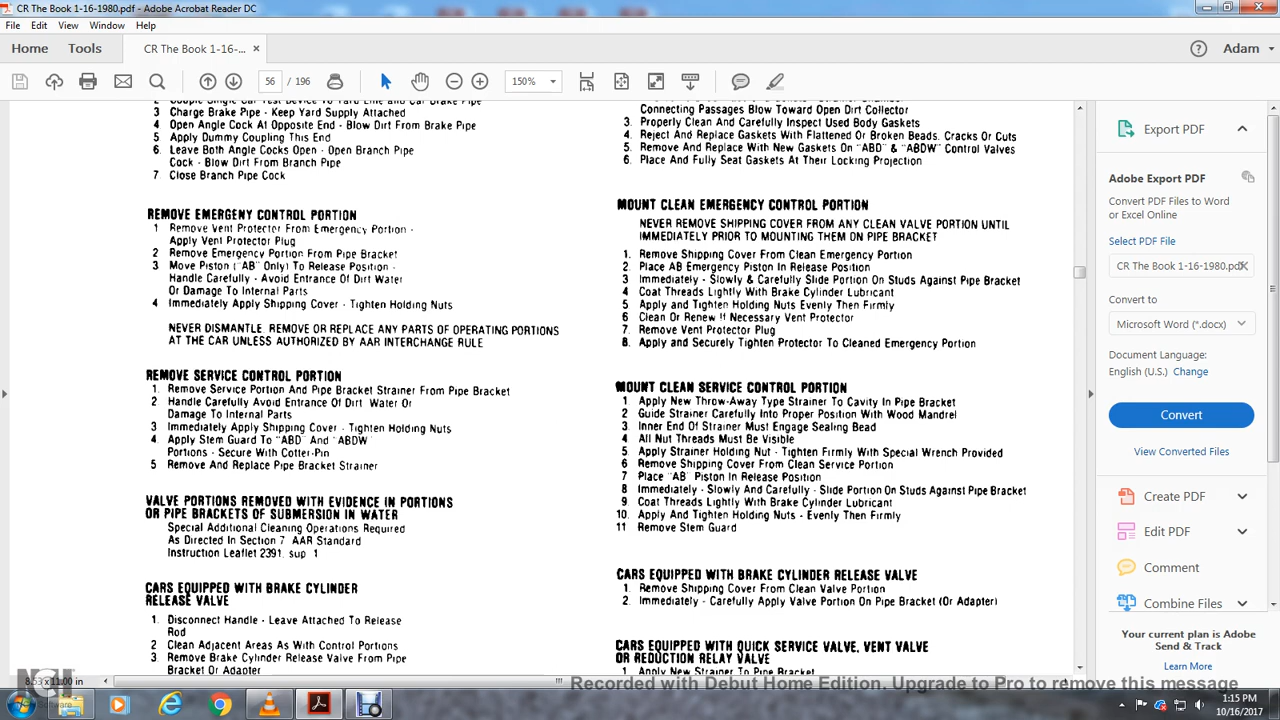 CR The Book 1-16-1980.pdf - Adobe Acrobat Reader DC
File Edit View Window Help
Home Tools CR The Book 1-16-... × Adam
56 / 196 150%
2 Couple Single Car Test Device To Yard Line and Car Brake Pipe
3 Charge Brake Pipe - Keep Yard Supply Attached
4 Open Angle Cock At Opposite End - Blow Dirt From Brake Pipe
5. Apply Dummy Coupling This End
6. Leave Both Angle Cocks Open - Open Branch Pipe
Cock - Blow Dirt From Branch Pipe
7. Close Branch Pipe Cock
REMOVE EMERGENY CONTROL PORTION
1 Remove Vent Protector From Emergency Portion -
Apply Vent Protector Plug
2 Remove Emergency Portion From Pipe Bracket
3 Move Piston ("AB" Only) To Release Position -
Handle Carefully - Avoid Entrance Of Dirt Water
Or Damage To Internal Parts
4 Immediately Apply Shipping Cover - Tighten Holding Nuts
NEVER DISMANTLE. REMOVE OR REPLACE ANY PARTS OF OPERATING PORTIONS
AT THE CAR UNLESS AUTHORIZED BY AAR INTERCHANGE RULE
REMOVE SERVICE CONTROL PORTION
1. Remove Service Portion And Pipe Bracket Strainer From Pipe Bracket
2 Handle Carefully Avoid Entrance Of Dirt Water Or
Damage To Internal Parts
3 Immediately Apply Shipping Cover - Tighten Holding Nuts
4 Apply Stem Guard To "ABD" And 'ABDW'
Portions - Secure With Cotter-Pin
5 Remove And Replace Pipe Bracket Strainer
VALVE PORTIONS REMOVED WITH EVIDENCE IN PORTIONS
OR PIPE BRACKETS OF SUBMERSION IN WATER
Special Additional Cleaning Operations Required
As Directed In Section 7 AAR Standard
Instruction Leaflet 2391. sup 1
CARS EQUIPPED WITH BRAKE CYLINDER
RELEASE VALVE
1. Disconnect Handle - Leave Attached To Release
Rod
2 Clean Adjacent Areas As With Control Portions
3 Remove Brake Cylinder Release Valve From Pipe
Bracket Or Adapter
Connecting Passages Blow Toward Open Dirt Collector
3. Properly Clean And Carefully Inspect Used Body Gaskets
4. Reject And Replace Gaskets With Flattened Or Broken Beads. Cracks Or Cuts
5. Remove And Replace With New Gaskets On "ABD" & "ABDW" Control Valves
6. Place And Fully Seat Gaskets At Their Locking Projection
MOUNT CLEAN EMERGENCY CONTROL PORTION
NEVER REMOVE SHIPPING COVER FROM ANY CLEAN VALVE PORTION UNTIL
IMMEDIATELY PRIOR TO MOUNTING THEM ON PIPE BRACKET
1. Remove Shipping Cover From Clean Emergency Portion
2. Place AB Emergency Piston In Release Position
3 Immediately - Slowly & Carefully Slide Portion On Studs Against Pipe Bracket
4 Coat Threads Lightly With Brake Cylinder Lubricant
5 Apply and Tighten Holding Nuts Evenly Then Firmly
6 Clean Or Renew If Necessary Vent Protector
7. Remove Vent Protector Plug
8. Apply and Securely Tighten Protector To Cleaned Emergency Portion
MOUNT CLEAN SERVICE CONTROL PORTION
1 Apply New Throw-Away Type Strainer To Cavity In Pipe Bracket
2 Guide Strainer Carefully Into Proper Position With Wood Mandrel
3 Inner End Of Strainer Must Engage Sealing Bead
4 All Nut Threads Must Be Visible
5. Apply Strainer Holding Nut - Tighten Firmly With Special Wrench Provided
6 Remove Shipping Cover From Clean Service Portion
7 Place "AB" Piston In Release Position
8 Immediately - Slowly And Carefully - Slide Portion On Studs Against Pipe Bracket
9 Coat Threads Lightly With Brake Cylinder Lubricant
10. Apply And Tighten Holding Nuts - Evenly Then Firmly
11 Remove Stem Guard
CARS EQUIPPED WITH BRAKE CYLINDER RELEASE VALVE
1. Remove Shipping Cover From Clean Valve Portion
2. Immediately - Carefully Apply Valve Portion On Pipe Bracket (Or Adapter)
CARS EQUIPPED WITH QUICK SERVICE VALVE, VENT VALVE
OR REDUCTION RELAY VALVE
1 Apply New Strainer To Pipe Bracket
8.53 x 11.00 in
Export PDF
Adobe Export PDF
Convert PDF Files to Word
or Excel Online
Select PDF File
CR The Book 1-16-1980.pdf
Convert to
Microsoft Word (*.docx)
Document Language:
English (U.S.) Change
Convert
View Converted Files
Create PDF
Edit PDF
Comment
Combine Files
Your current plan is Adobe
Send & Track
Learn More
NCH
Software
Recorded with Debut Home Edition. Upgrade to Pro to remove this message
1:15 PM
10/16/2017